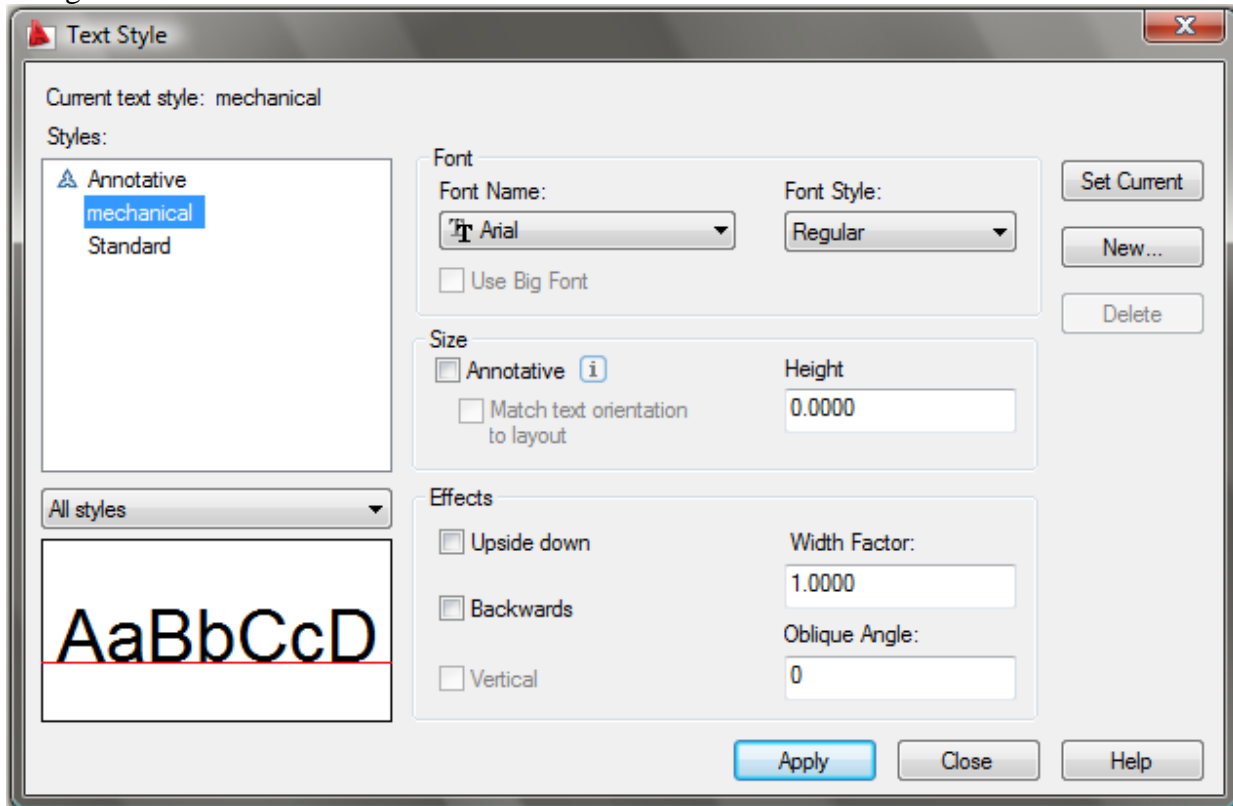 Text Style
Current text style: mechanical
Styles:
Annotative
mechanical
Standard
All styles
AaBbCcD
Font
Font Name:
Arial
Font Style:
Regular
Use Big Font
Size
Annotative
Match text orientation
to layout
Height
0.0000
Effects
Upside down
Backwards
Vertical
Width Factor:
1.0000
Oblique Angle:
0
Set Current
New...
Delete
Apply
Close
Help